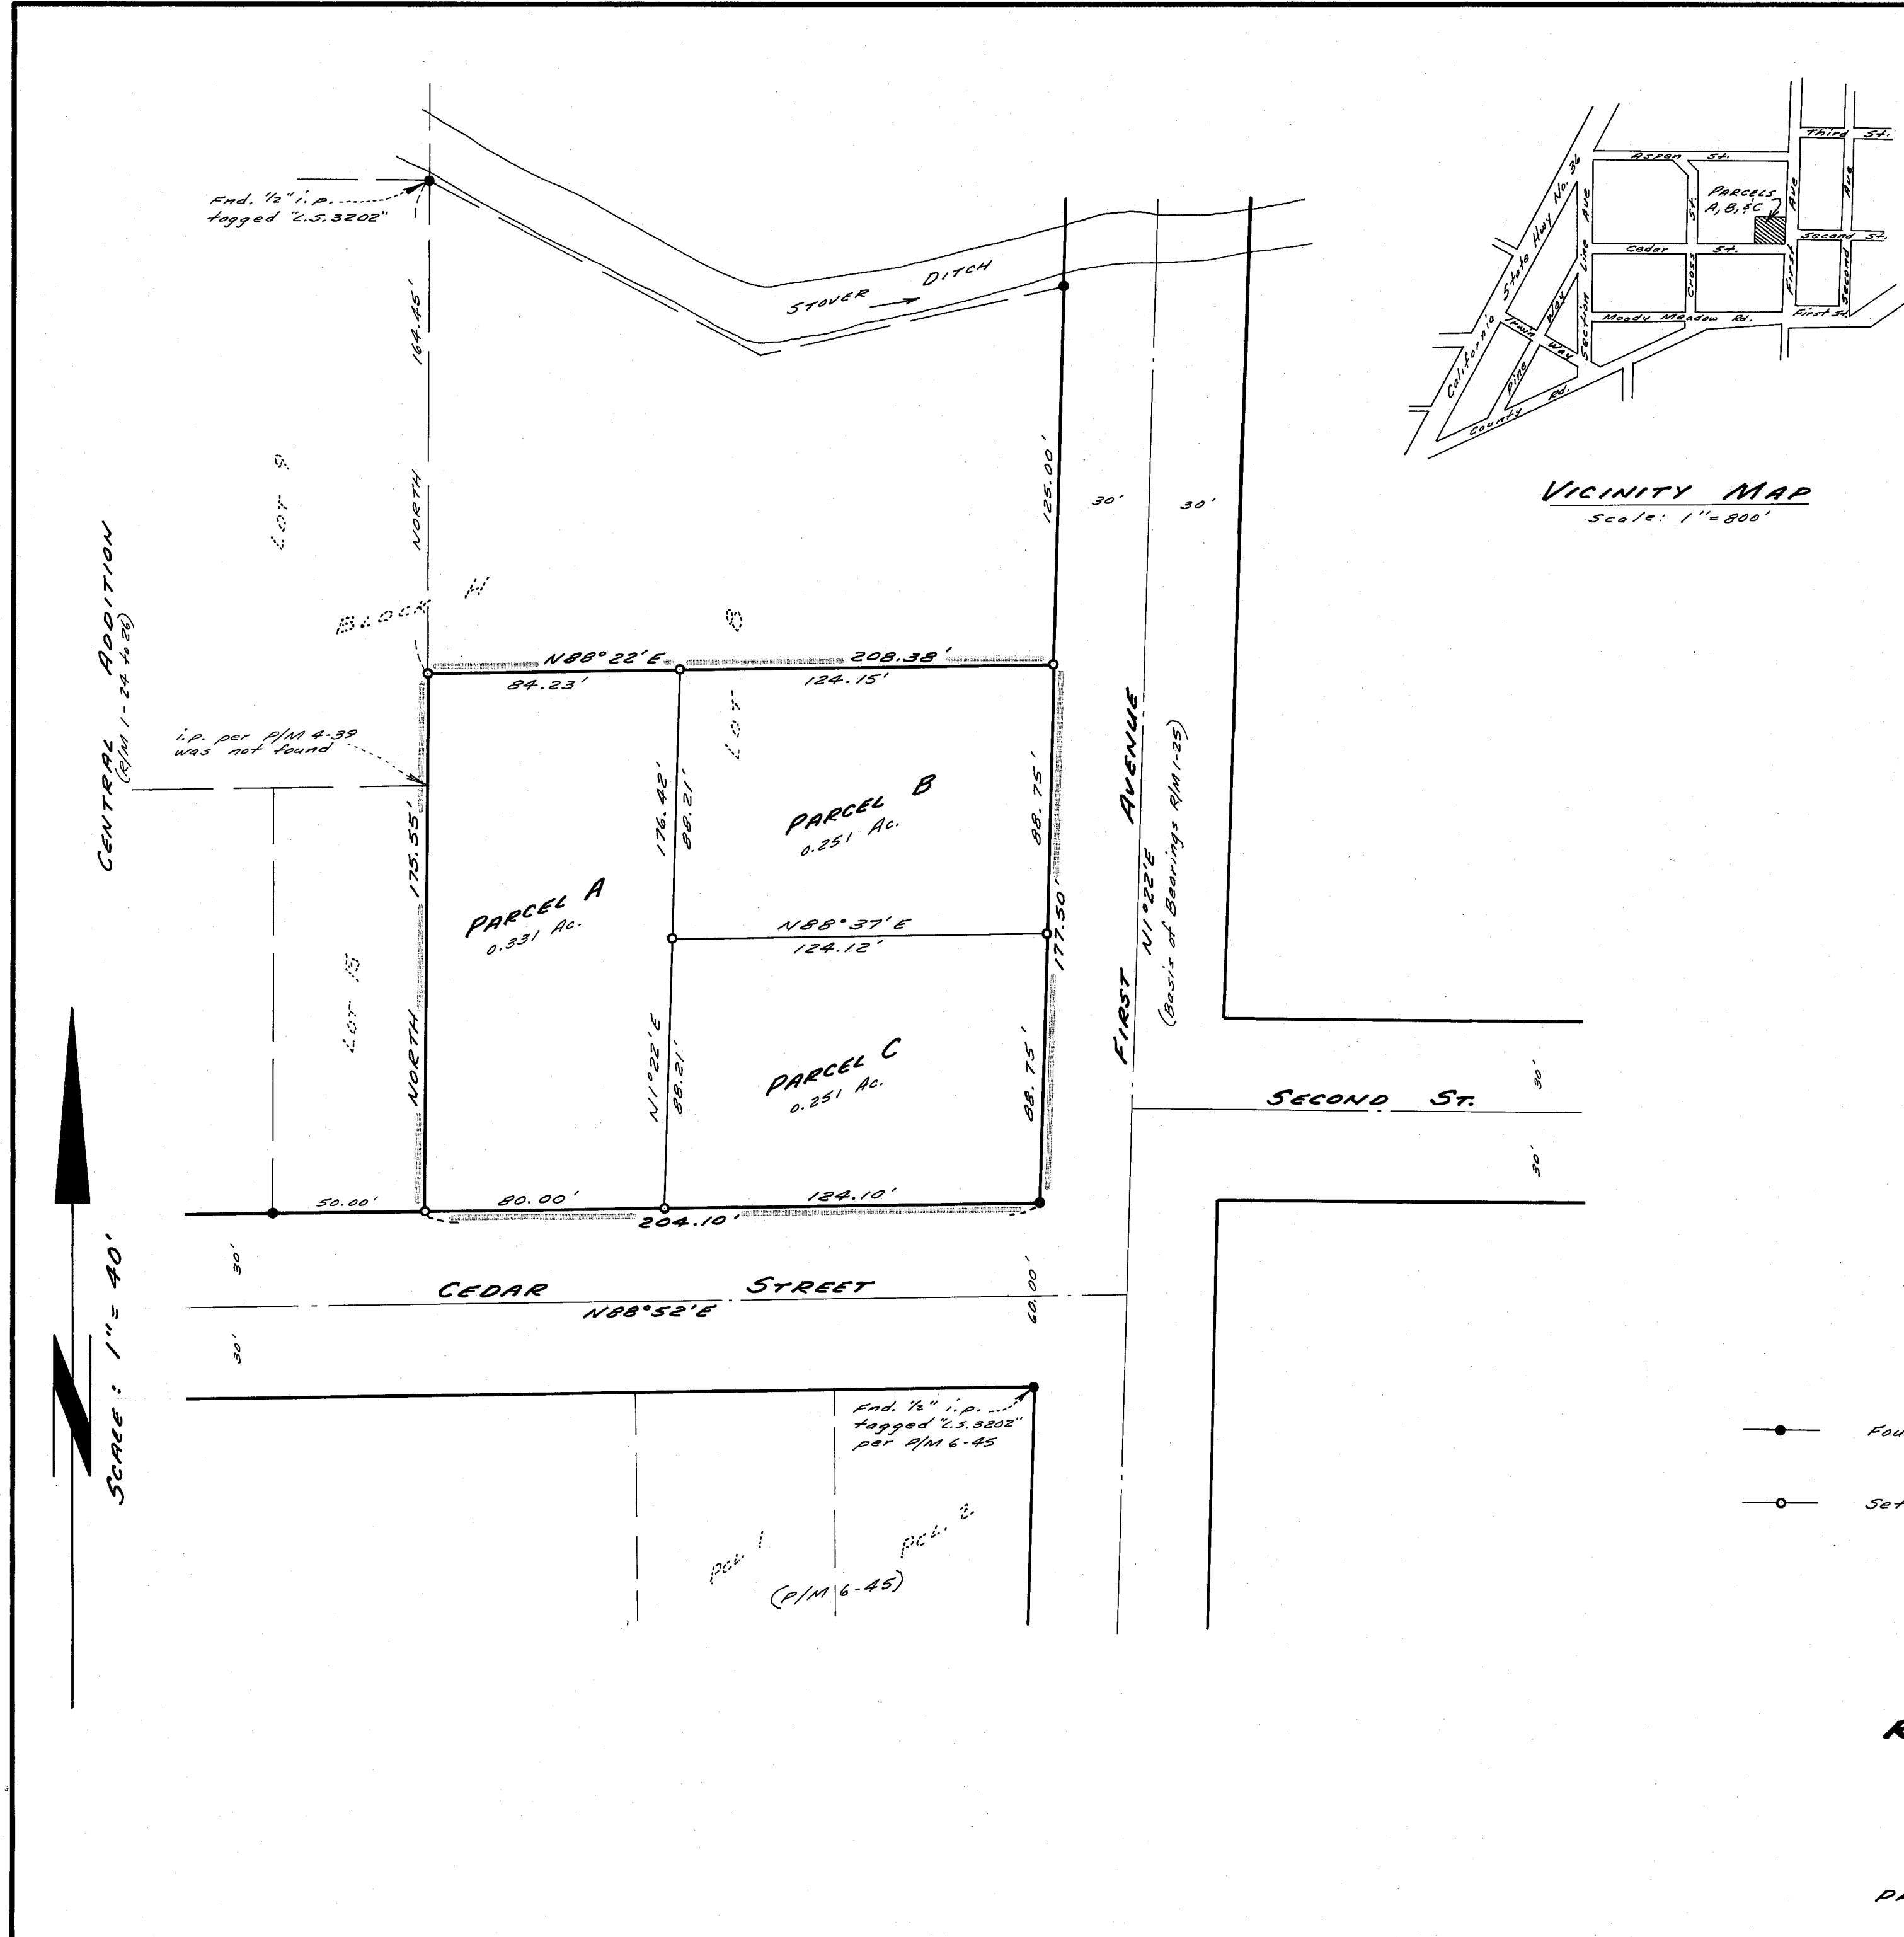 Fnd. 1/2" i.p.
tagged "L.S.3202"
164.45'
NORTH
STOVER
DITCH
125.00'
30'
30'
LOT 9
BLOCK H
LOT 8
CENTRAL ADDITION
(R/M 1-24 to 26)
N88°22'E
208.38'
84.23'
124.15'
i.p. per P/M 4-39
was not found
175.55'
NORTH
176.42'
88.21'
PARCEL B
0.251 Ac.
88.75'
PARCEL A
0.331 Ac.
N88°37'E
124.12'
177.50'
N1°22'E
88.21'
PARCEL C
0.251 Ac.
88.75'
FIRST AVENUE
N1°22'E
(Basis of Bearings R/M 1-25)
SECOND ST.
30'
30'
50.00'
80.00'
124.10'
204.10'
30'
30'
CEDAR STREET
N88°52'E
60.00'
Fnd. 1/2" i.p.
tagged "L.S.3202"
per P/M 6-45
PCL. 1
PCL. 2
(P/M 6-45)
SCALE: 1" = 40'
N
Third St.
Aspen St.
PARCELS
A, B, & C
California State Hwy No. 36
Section Line Ave
Cross St.
First Ave
Second Ave
Second St.
Cedar St.
Moody Meadow Rd.
First St.
Pine Way
County Rd.
VICINITY MAP
Scale: 1"=800'
Fou
Set
R
PA